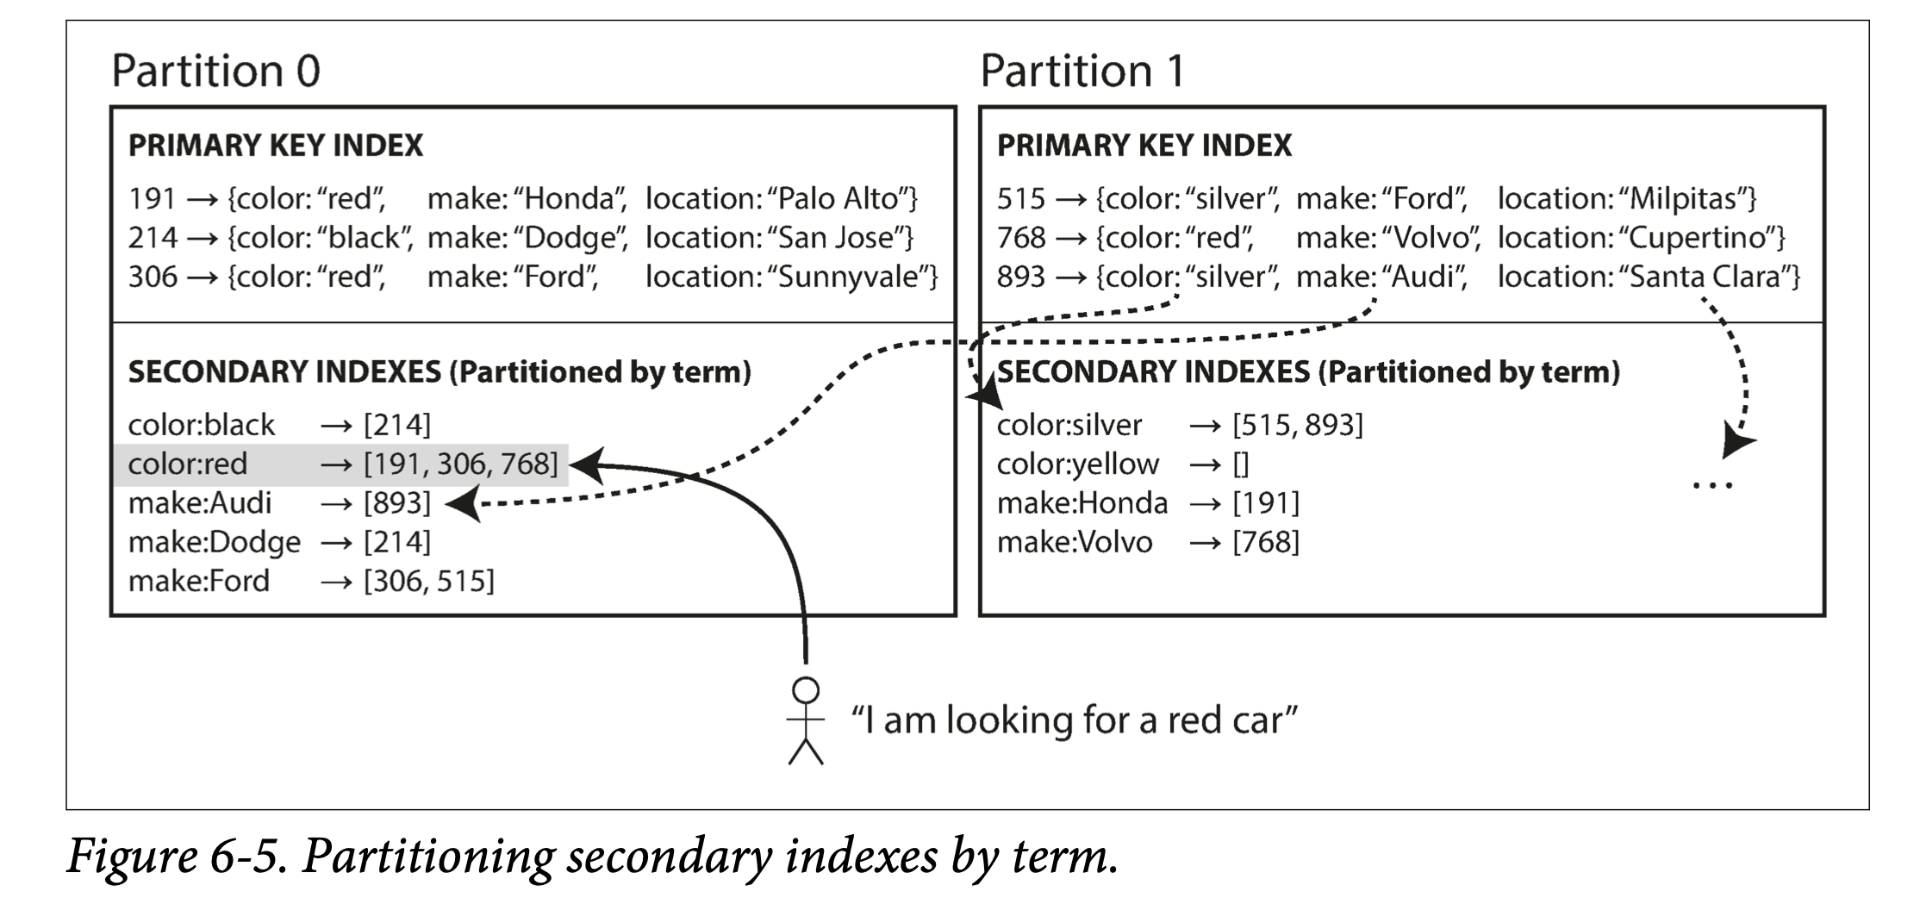 Partition 0
PRIMARY KEY INDEX
191 → {color: “red”, make: “Honda”, location: “Palo Alto”}
214 → {color: “black”, make: “Dodge”, location: “San Jose”}
306 → {color: “red”, make: “Ford”, location: “Sunnyvale”}
SECONDARY INDEXES (Partitioned by term)
color:black → [214]
color:red → [191, 306, 768]
make:Audi → [893]
make:Dodge → [214]
make:Ford → [306, 515]
Partition 1
PRIMARY KEY INDEX
515 → {color: “silver”, make: “Ford”, location: “Milpitas”}
768 → {color: “red”, make: “Volvo”, location: “Cupertino”}
893 → {color: “silver”, make: “Audi”, location: “Santa Clara”}
SECONDARY INDEXES (Partitioned by term)
color:silver → [515, 893]
color:yellow → []
make:Honda → [191]
make:Volvo → [768]
...
“I am looking for a red car”
Figure 6-5. Partitioning secondary indexes by term.